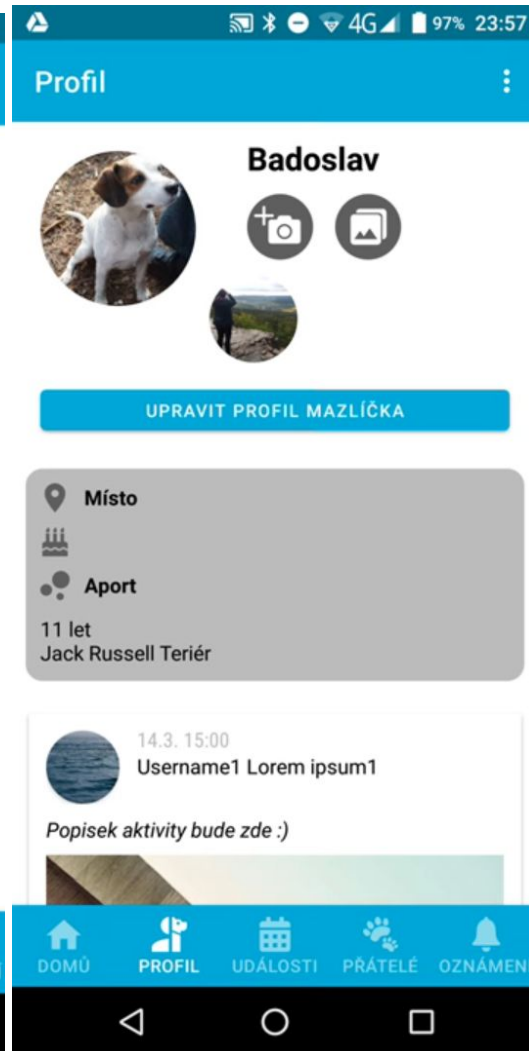 4G 97% 23:57
Profil
Badoslav
UPRAVIT PROFIL MAZLÍČKA
Místo
Aport
11 let
Jack Russell Teriér
14.3. 15:00
Username1 Lorem ipsum1
Popisek aktivity bude zde :)
DOMŮ PROFIL UDÁLOSTI PŘÁTELÉ OZNÁMEN